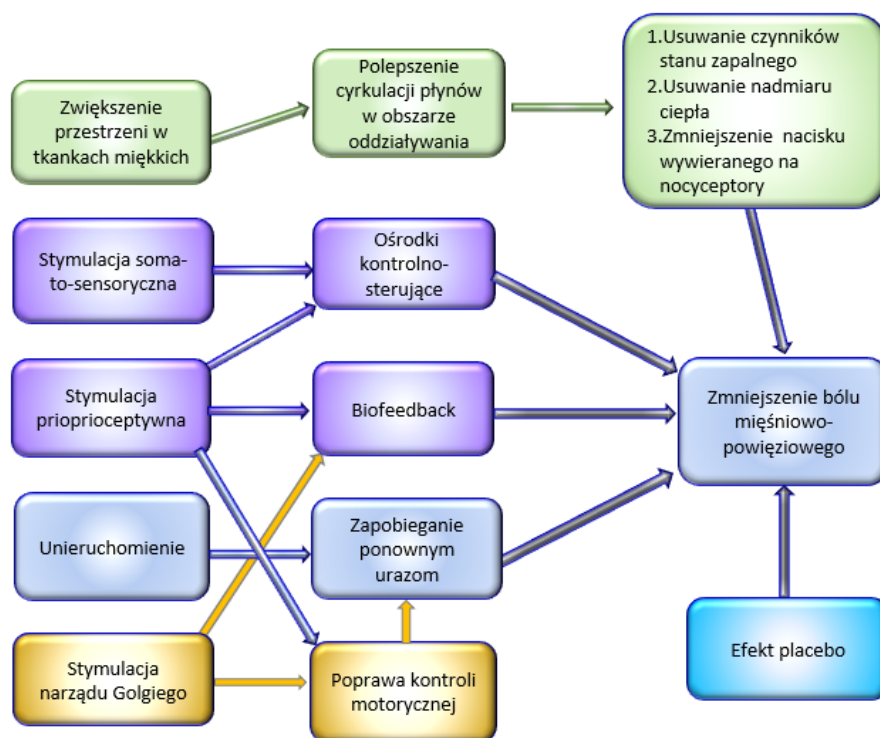 Zwiększenie
przestrzeni w
tkankach miękkich
Polepszenie
cyrkulacji płynów
w obszarze
oddziaływania
1.Usuwanie czynników
stanu zapalnego
2.Usuwanie nadmiaru
ciepła
3.Zmniejszenie nacisku
wywieranego na
nocyceptory
Stymulacja soma-
to-sensoryczna
Ośrodki
kontrolno-
sterujące
Stymulacja
prioprioceptywna
Biofeedback
Zmniejszenie bólu
mięśniowo-
powięziowego
Unieruchomienie
Zapobieganie
ponownym
urazom
Stymulacja
narządu Golgiego
Poprawa kontroli
motorycznej
Efekt placebo